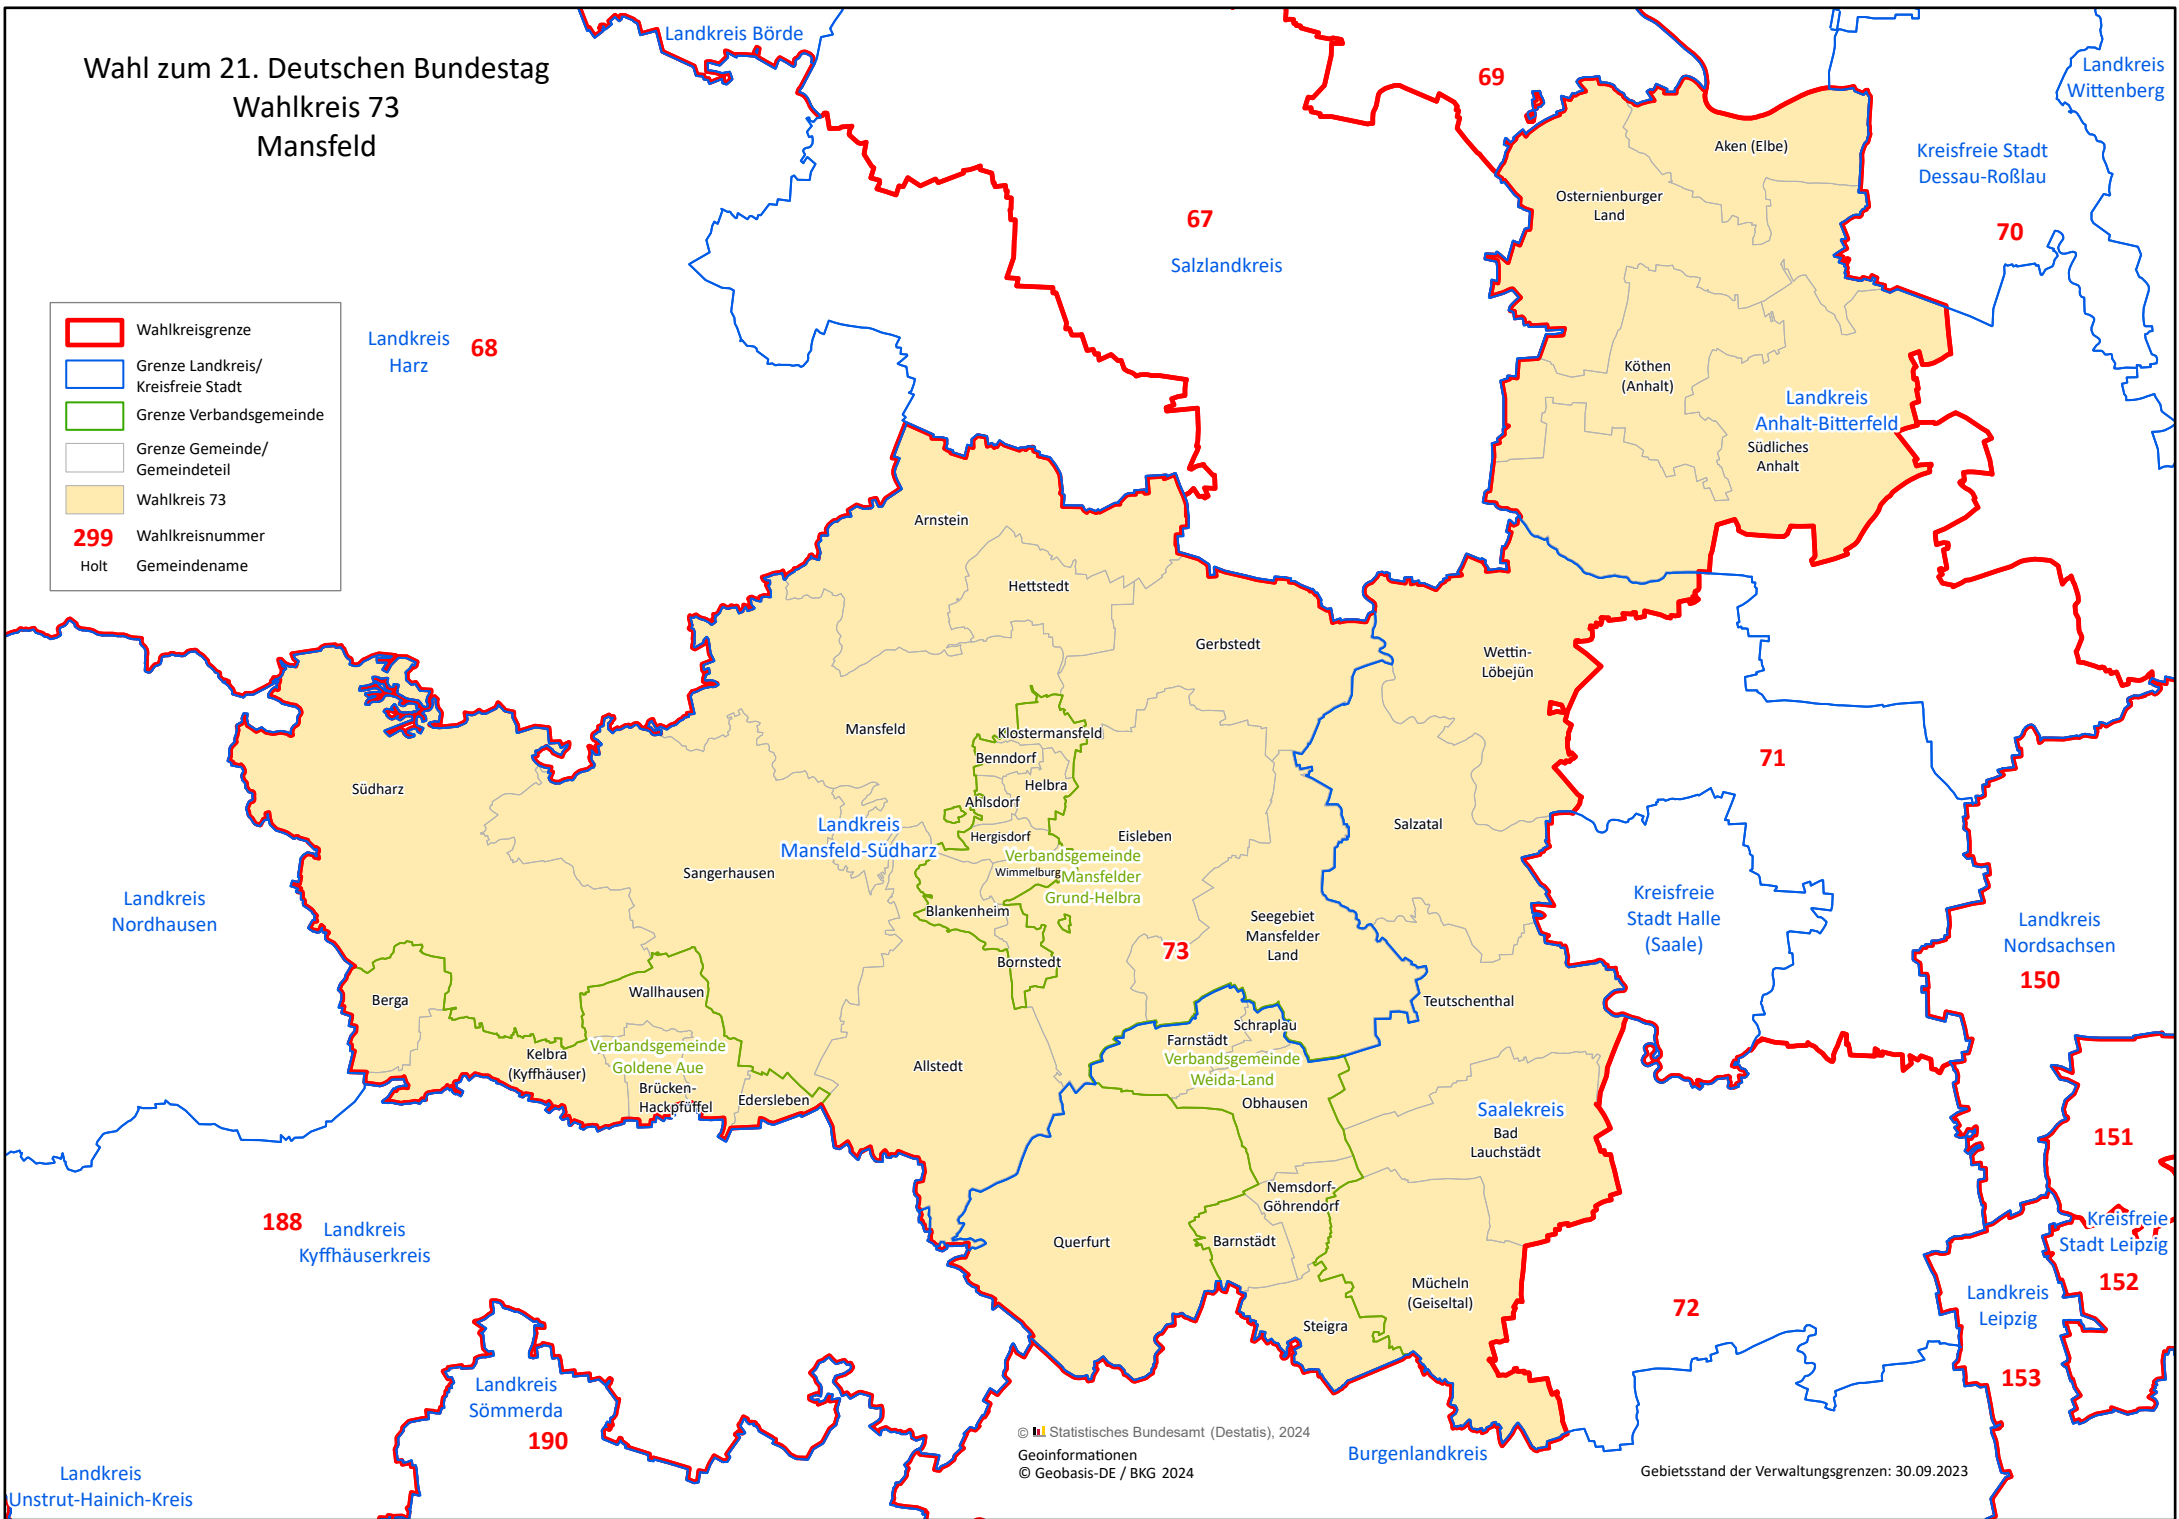 Wahl zum 21. Deutschen Bundestag
Wahlkreis 73
Mansfeld
Wahlkreisgrenze
Grenze Landkreis/
Kreisfreie Stadt
Grenze Verbandsgemeinde
Grenze Gemeinde/
Gemeindeteil
Wahlkreis 73
299 Wahlkreisnummer
Holt Gemeindename
Landkreis Börde
69
Landkreis
Wittenberg
Kreisfreie Stadt
Dessau-Roßlau
70
67
Salzlandkreis
Landkreis
Harz
68
Aken (Elbe)
Osternienburger
Land
Köthen
(Anhalt)
Landkreis
Anhalt-Bitterfeld
Südliches
Anhalt
Arnstein
Hettstedt
Gerbstedt
Wettin-
Löbejün
Mansfeld
Klostermansfeld
Benndorf
Helbra
Ahlsdorf
Hergisdorf
Eisleben
Verbandsgemeinde
Mansfelder
Grund-Helbra
Wimmelburg
Blankenheim
Bornstedt
Südharz
Landkreis
Mansfeld-Südharz
Sangerhausen
Salzatal
71
Kreisfreie
Stadt Halle
(Saale)
Landkreis
Nordhausen
Seegebiet
Mansfelder
Land
73
Landkreis
Nordsachsen
150
Berga
Wallhausen
Kelbra
(Kyffhäuser)
Verbandsgemeinde
Goldene Aue
Brücken-
Hackpfüffel
Edersleben
Allstedt
Teutschenthal
Schraplau
Farnstädt
Verbandsgemeinde
Weida-Land
Obhausen
Saalekreis
Bad
Lauchstädt
151
188
Landkreis
Kyffhäuserkreis
Nemsdorf-
Göhrendorf
Querfurt
Barnstädt
Mücheln
(Geiseltal)
Steigra
72
Kreisfreie
Stadt Leipzig
152
Landkreis
Leipzig
153
Landkreis
Sömmerda
190
Landkreis
Unstrut-Hainich-Kreis
Burgenlandkreis
© Statistisches Bundesamt (Destatis), 2024
Geoinformationen
© Geobasis-DE / BKG 2024
Gebietsstand der Verwaltungsgrenzen: 30.09.2023